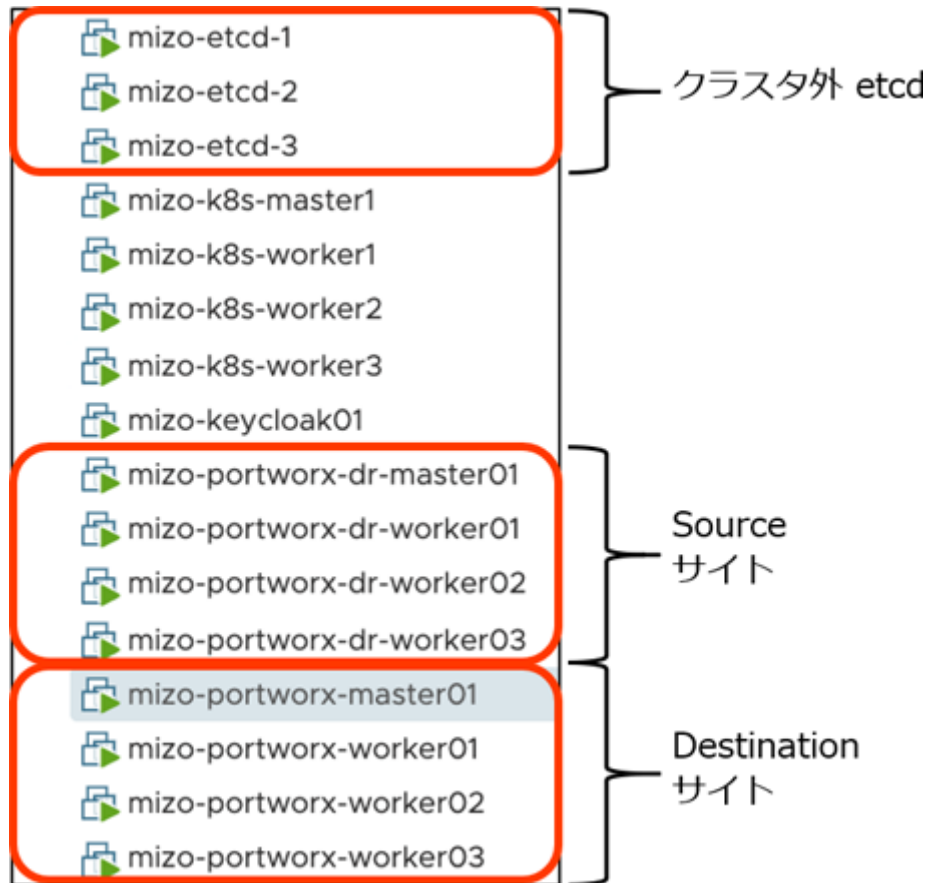 mizo-etcd-1
mizo-etcd-2
mizo-etcd-3
クラスタ外 etcd
mizo-k8s-master1
mizo-k8s-worker1
mizo-k8s-worker2
mizo-k8s-worker3
mizo-keycloak01
mizo-portworx-dr-master01
mizo-portworx-dr-worker01
mizo-portworx-dr-worker02
mizo-portworx-dr-worker03
Source
サイト
mizo-portworx-master01
mizo-portworx-worker01
mizo-portworx-worker02
mizo-portworx-worker03
Destination
サイト